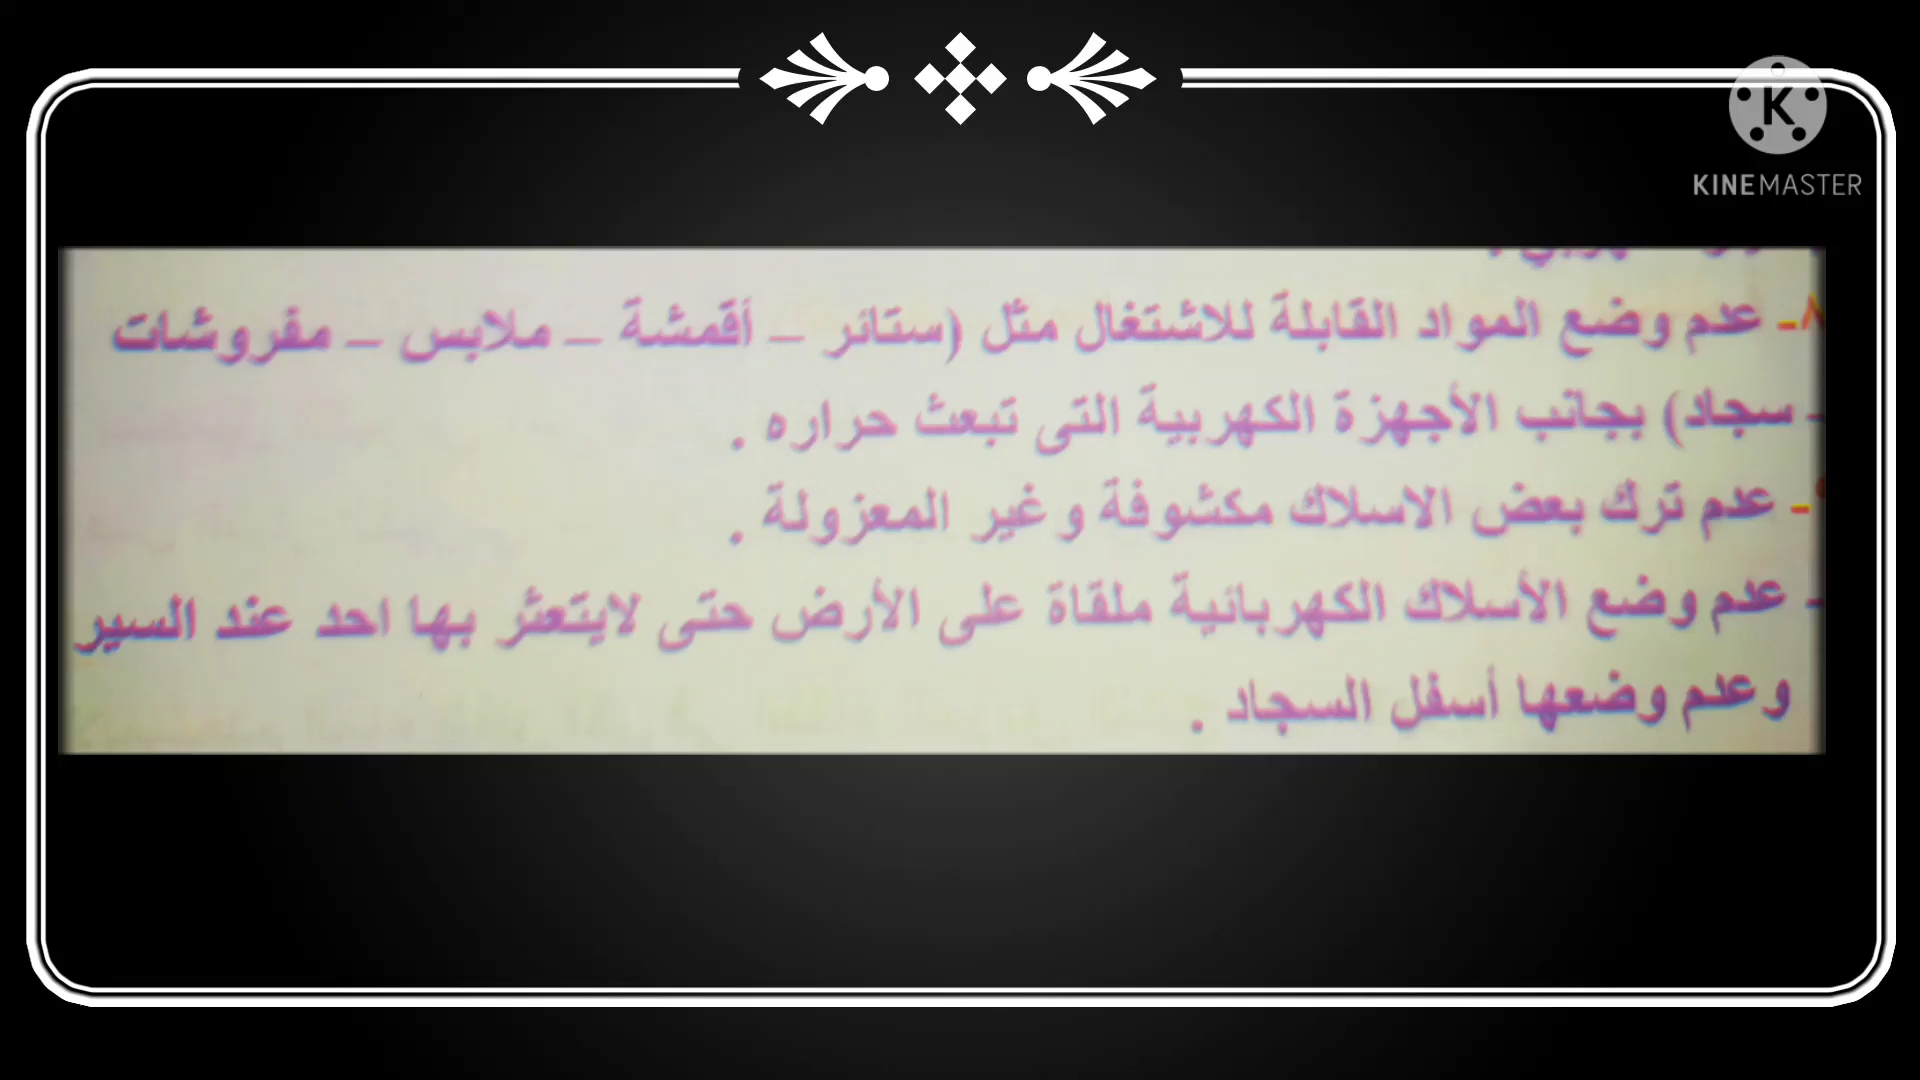 KINEMASTER
٨- عدم وضع المواد القابلة للاشتغال مثل (ستائر – أقمشة – ملابس – مفروشات
- سجاد) بجانب الأجهزة الكهربية التى تبعث حراره .
- عدم ترك بعض الاسلاك مكشوفة و غير المعزولة .
- عدم وضع الأسلاك الكهربائية ملقاة على الأرض حتى لايتعثر بها احد عند السير
وعدم وضعها أسفل السجاد .